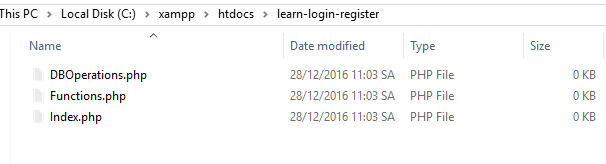 This PC › Local Disk (C:) › xampp › htdocs › learn-login-register
Name Date modified Type Size
DBOperations.php 28/12/2016 11:03 SA PHP File 0 KB
Functions.php 28/12/2016 11:03 SA PHP File 0 KB
Index.php 28/12/2016 11:03 SA PHP File 0 KB